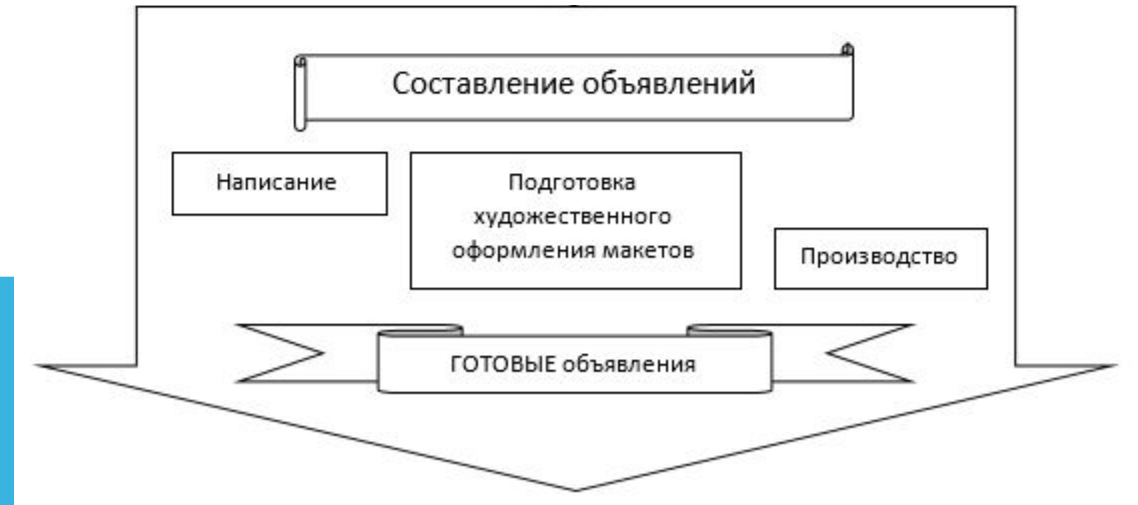 Составление объявлений
Написание
Подготовка
художественного
оформления макетов
Производство
ГОТОВЫЕ объявления